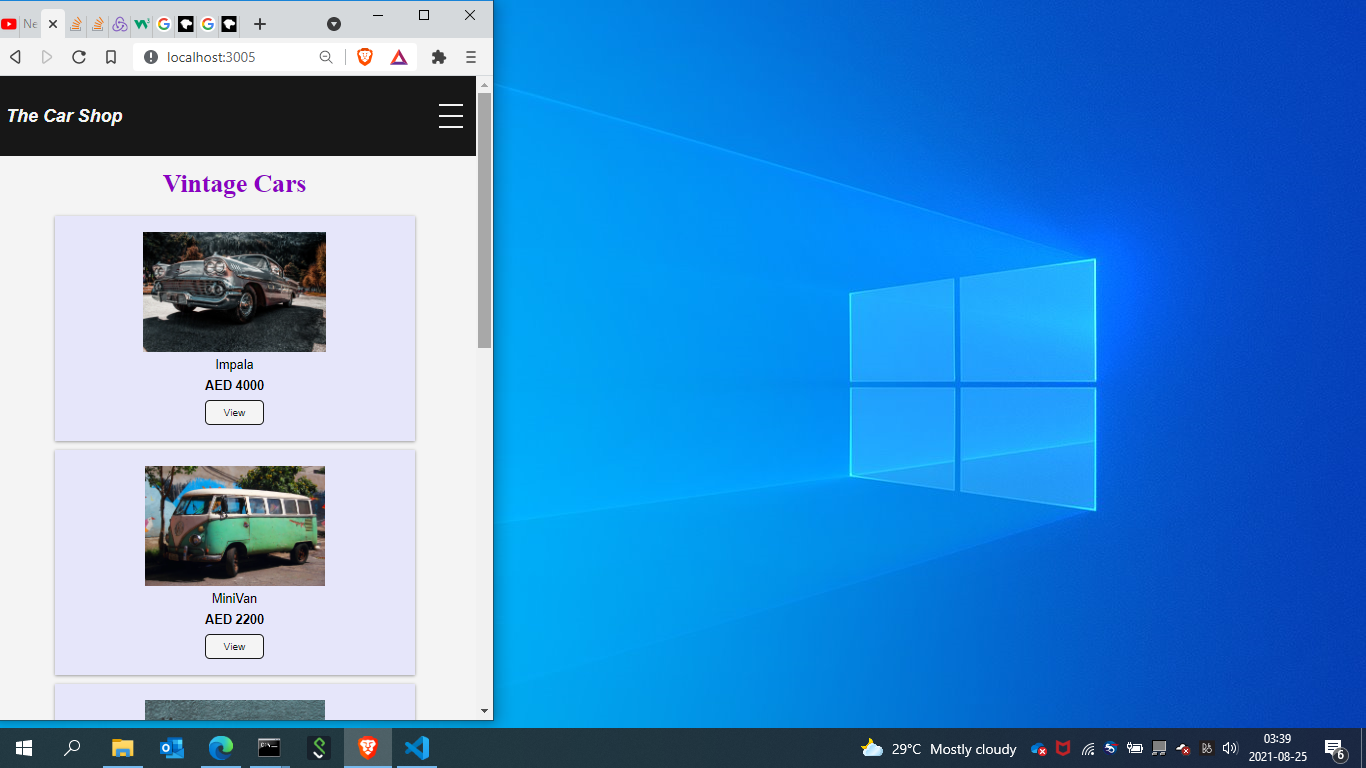 Ne
localhost:3005
The Car Shop
Vintage Cars
Impala
AED 4000
View
MiniVan
AED 2200
View
29°C Mostly cloudy
03:39
2021-08-25
6